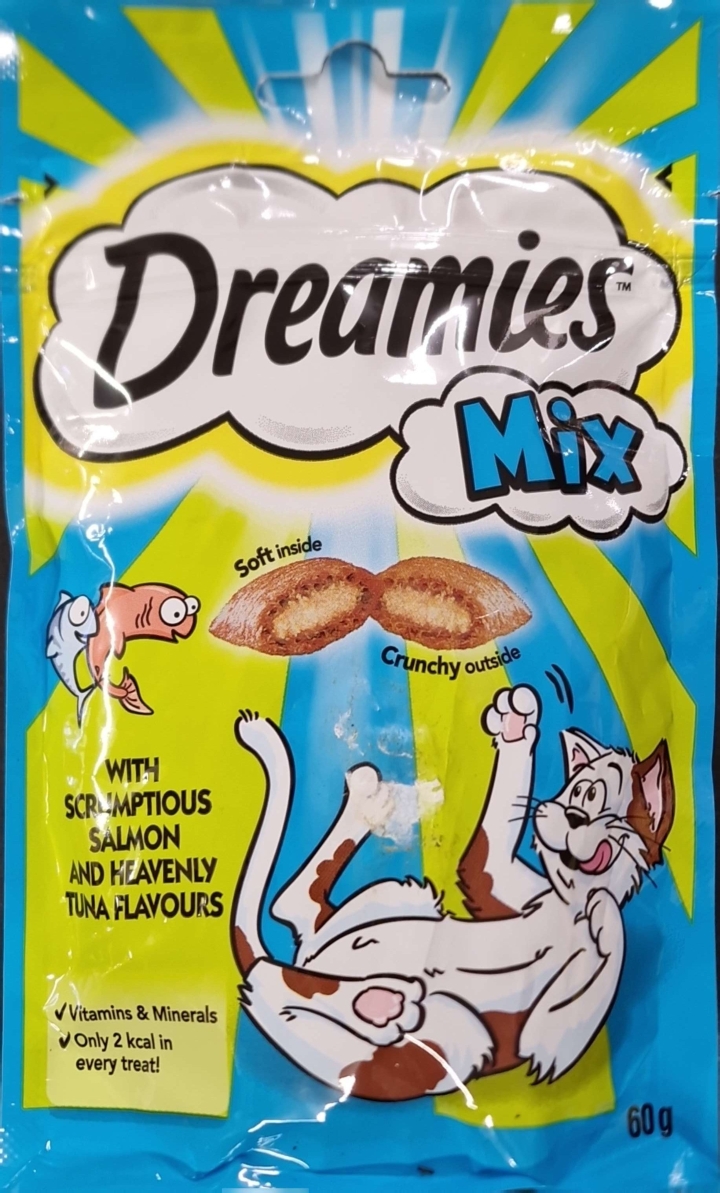 Dreamies™
Mix
Soft inside
Crunchy outside
WITH
SCRUMPTIOUS
SALMON
AND HEAVENLY
TUNA FLAVOURS
✓Vitamins & Minerals
✓Only 2 kcal in
every treat!
60g